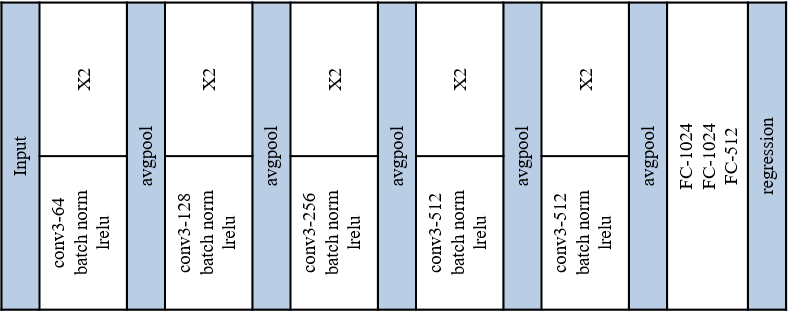 Input
conv3-64
batch norm
lrelu
X2
avgpool
conv3-128
batch norm
lrelu
X2
avgpool
conv3-256
batch norm
lrelu
X2
avgpool
conv3-512
batch norm
lrelu
X2
avgpool
conv3-512
batch norm
lrelu
X2
avgpool
FC-1024
FC-1024
FC-512
regression